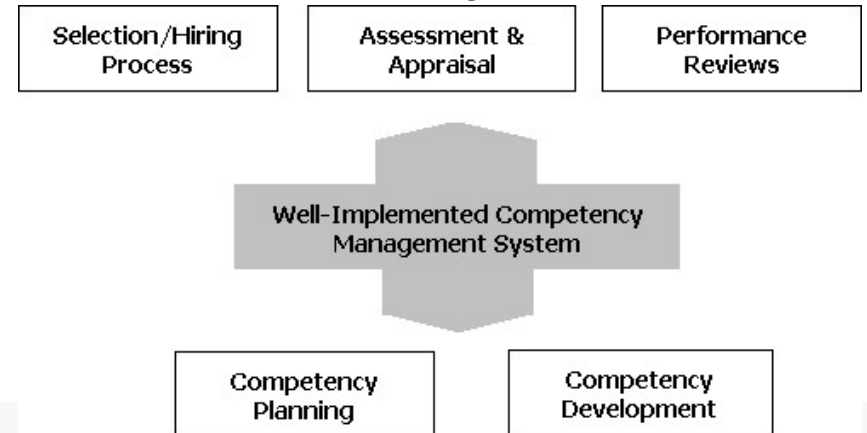 Selection/Hiring
Process
Assessment &
Appraisal
Performance
Reviews
Well-Implemented Competency
Management System
Competency
Planning
Competency
Development